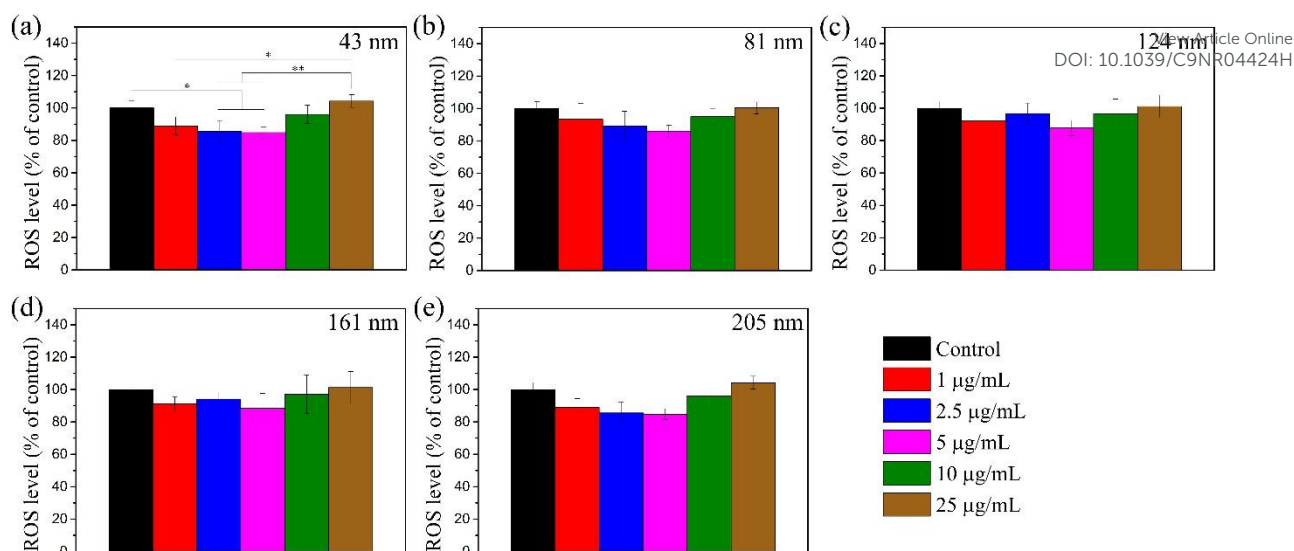 (a)
43 nm
ROS level (% of control)
140
120
100
80
60
40
20
0
*
*
**
(b)
81 nm
ROS level (% of control)
140
120
100
80
60
40
20
0
(c)
124 nm
View Article Online
DOI: 10.1039/C9NR04424H
ROS level (% of control)
140
120
100
80
60
40
20
0
(d)
161 nm
ROS level (% of control)
140
120
100
80
60
40
20
0
(e)
205 nm
ROS level (% of control)
140
120
100
80
60
40
20
0
Control
1 μg/mL
2.5 μg/mL
5 μg/mL
10 μg/mL
25 μg/mL